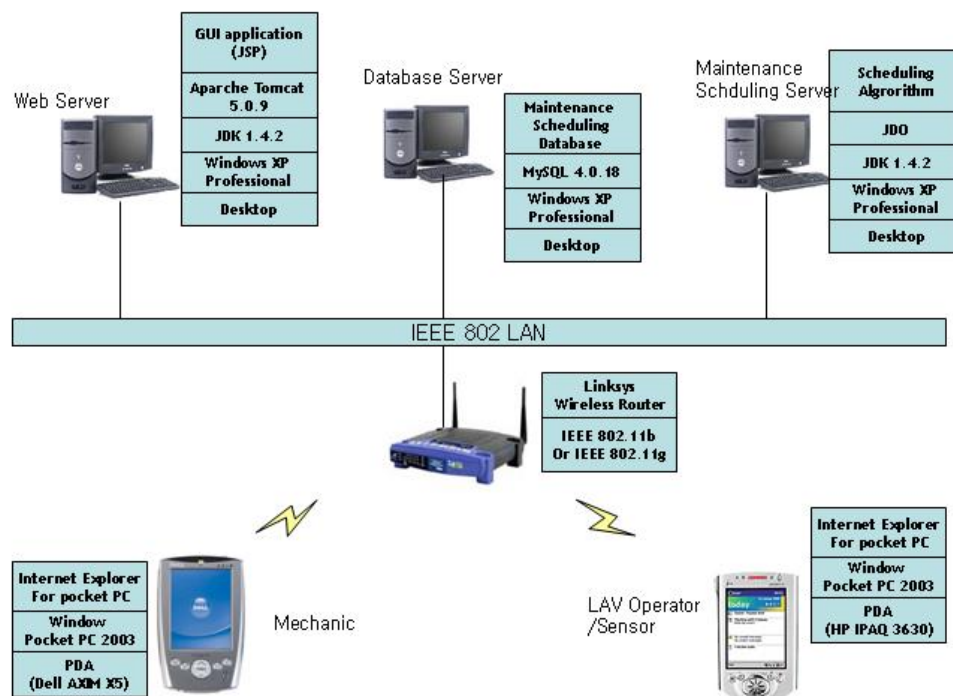 GUI application
(JSP)
Aparche Tomcat
5.0.9
JDK 1.4.2
Windows XP
Professional
Desktop
Web Server
Database Server
Maintenance
Scheduling
Database
MySQL 4.0.18
Windows XP
Professional
Desktop
Maintenance
Schduling Server
Scheduling
Algrorithm
JDO
JDK 1.4.2
Windows XP
Professional
Desktop
IEEE 802 LAN
Linksys
Wireless Router
IEEE 802.11b
Or IEEE 802.11g
Internet Explorer
For pocket PC
Window
Pocket PC 2003
PDA
(Dell AXIM X5)
Mechanic
LAV Operator
/Sensor
today
Internet Explorer
For pocket PC
Window
Pocket PC 2003
PDA
(HP IPAQ 3630)